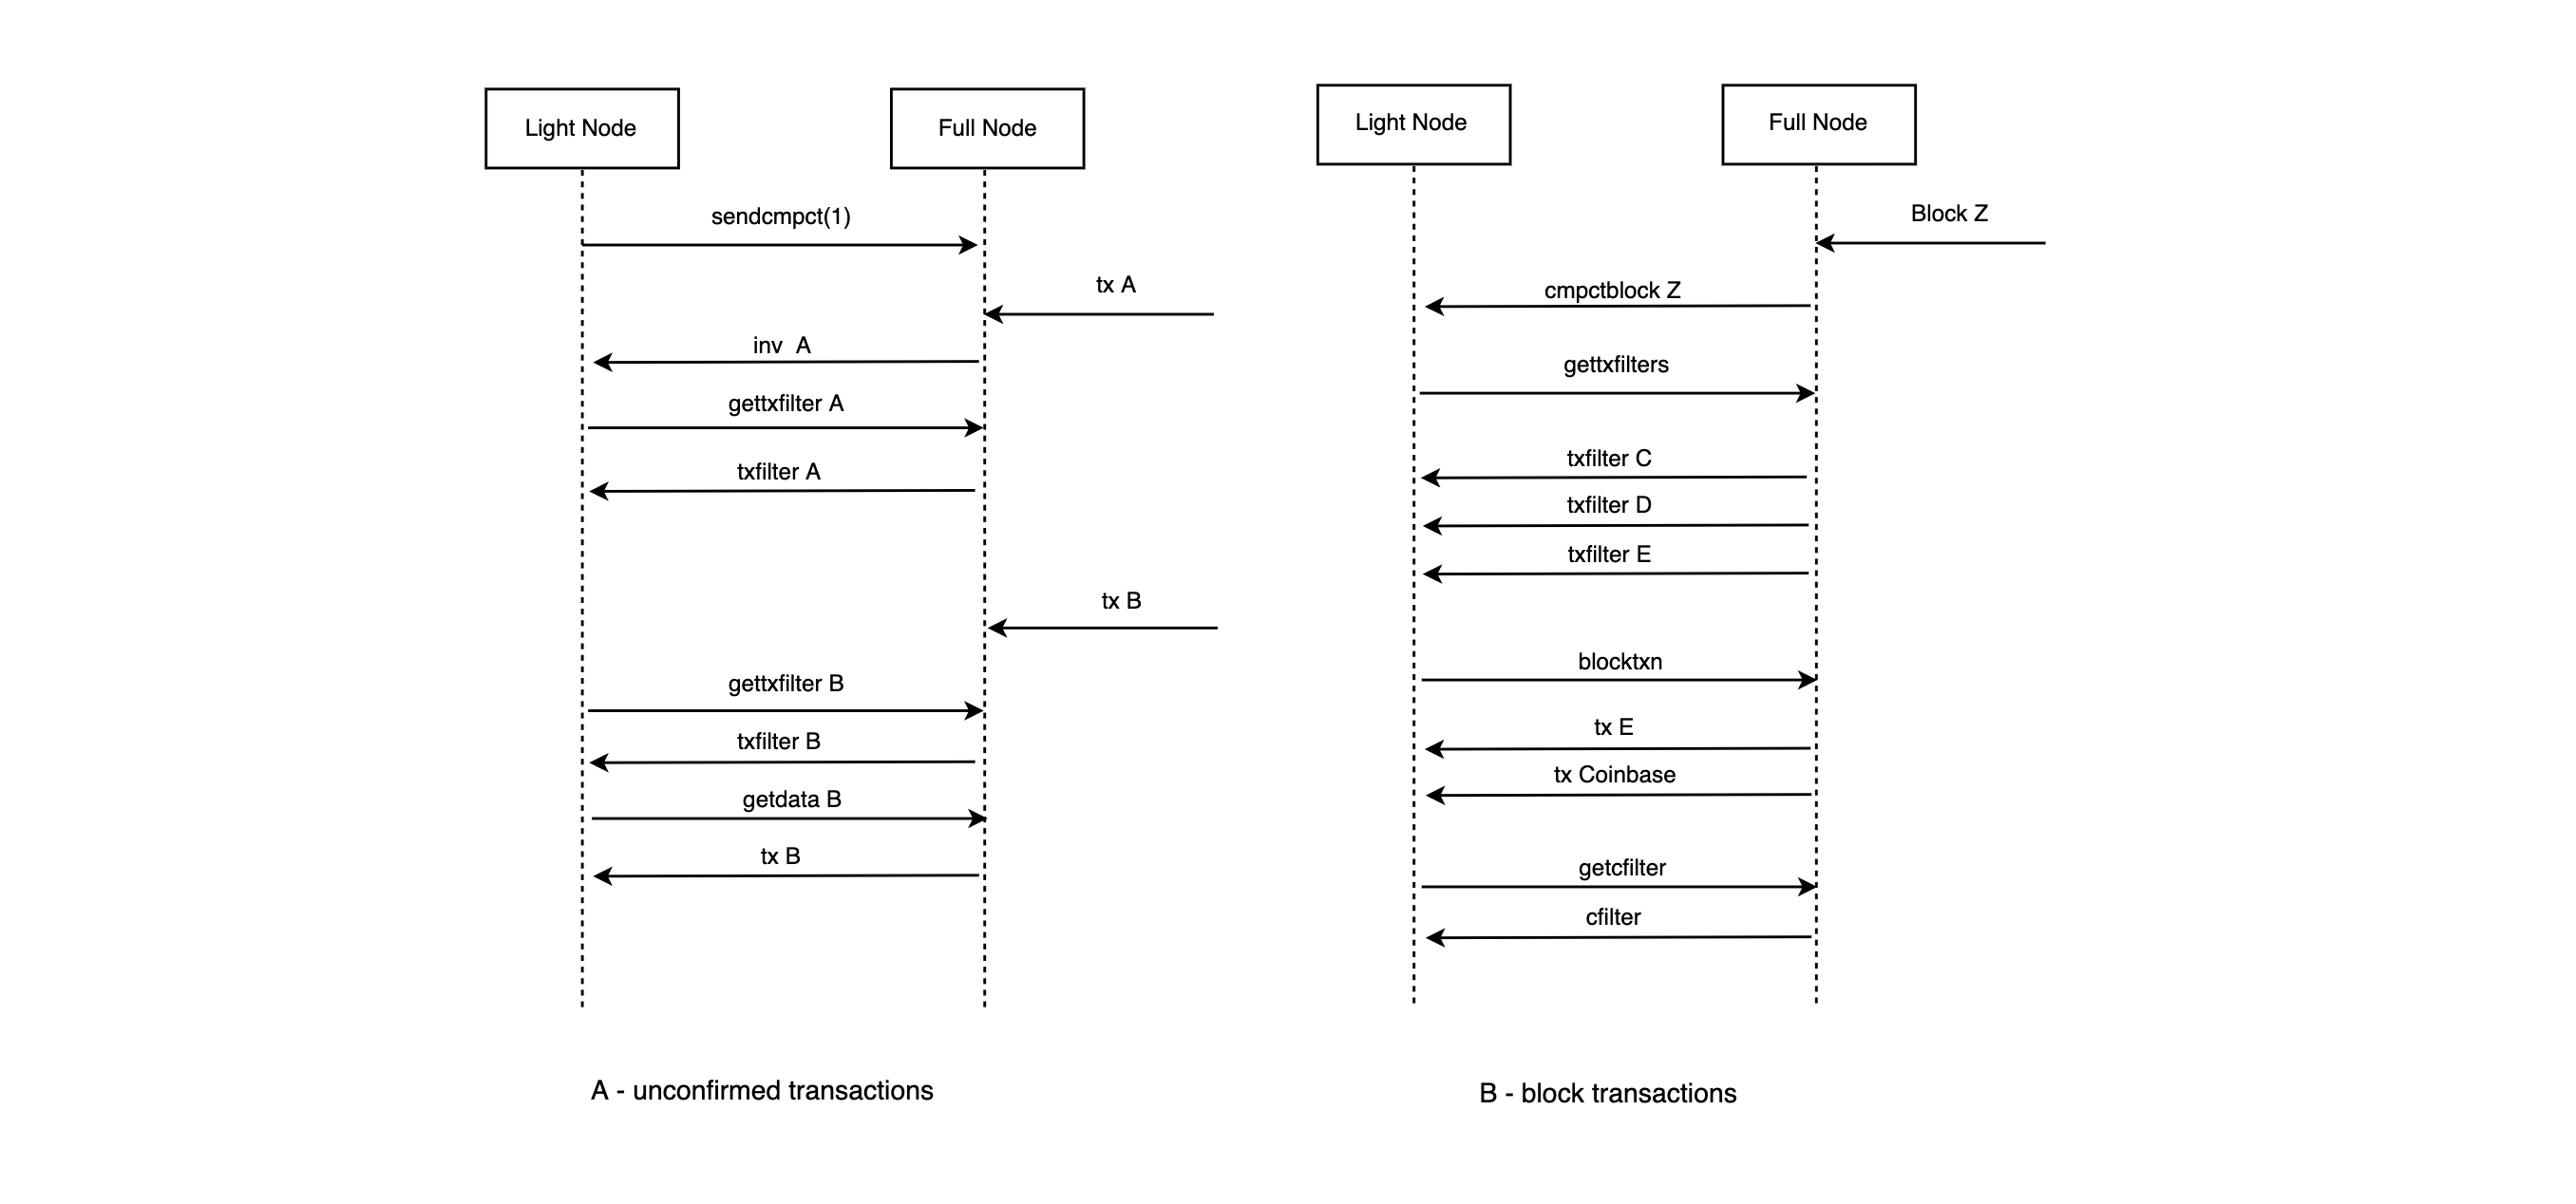 Light Node
Full Node
sendcmpct(1)
tx A
inv  A
gettxfilter A
txfilter A
tx B
gettxfilter B
txfilter B
getdata B
tx B
A - unconfirmed transactions
Light Node
Full Node
Block Z
cmpctblock Z
gettxfilters
txfilter C
txfilter D
txfilter E
blocktxn
tx E
tx Coinbase
getcfilter
cfilter
B - block transactions